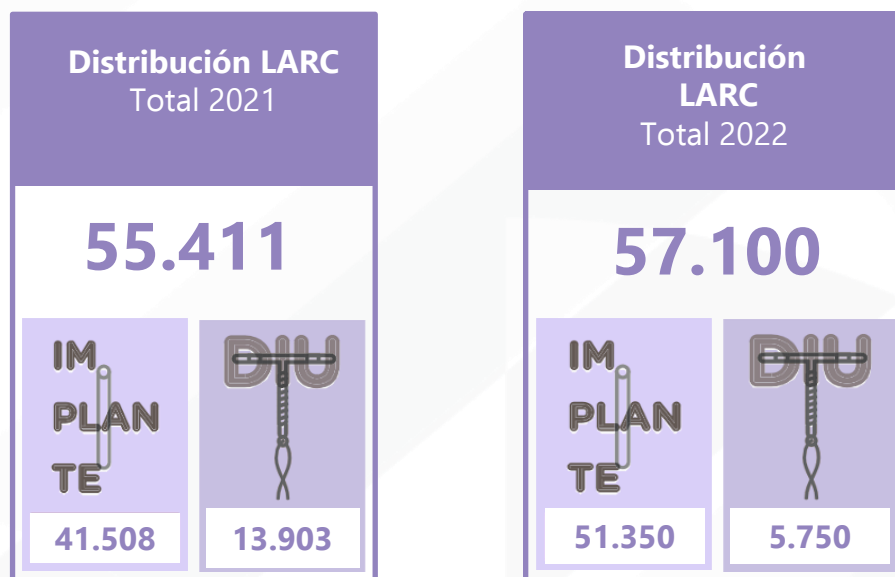 Distribución LARC
Total 2021
55.411
IM
PLAN
TE
41.508
DIU
13.903
Distribución
LARC
Total 2022
57.100
IM
PLAN
TE
51.350
DIU
5.750